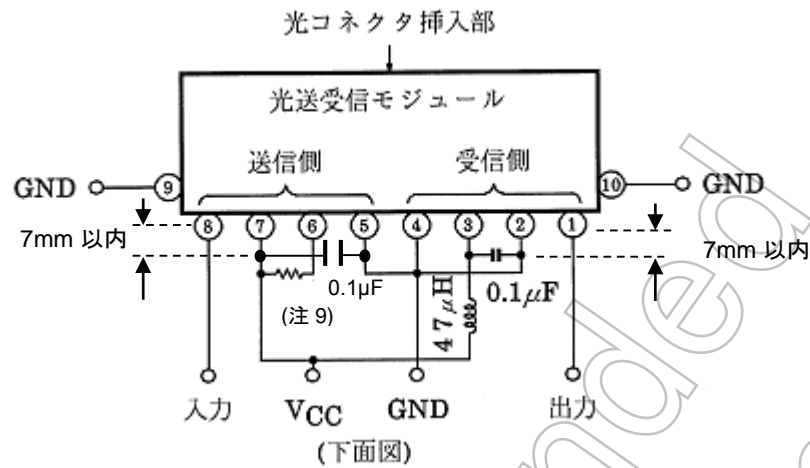 光コネクタ挿入部
光送受信モジュール
送信側 受信側
GND ⑨ ⑩ GND
⑧ ⑦ ⑥ ⑤ ④ ③ ② ①
7mm 以内 7mm 以内
0.1µF 0.1µF
(注 9) 47µH
入力 VCC GND 出力
(下面図)
nded